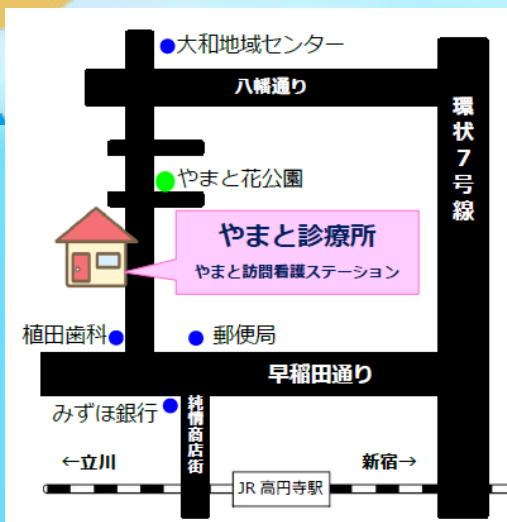 大和地域センター
八幡通り
環状7号線
やまと花公園
やまと診療所
やまと訪問看護ステーション
植田歯科
郵便局
早稲田通り
みずほ銀行
純情商店街
←立川
新宿→
JR 高円寺駅